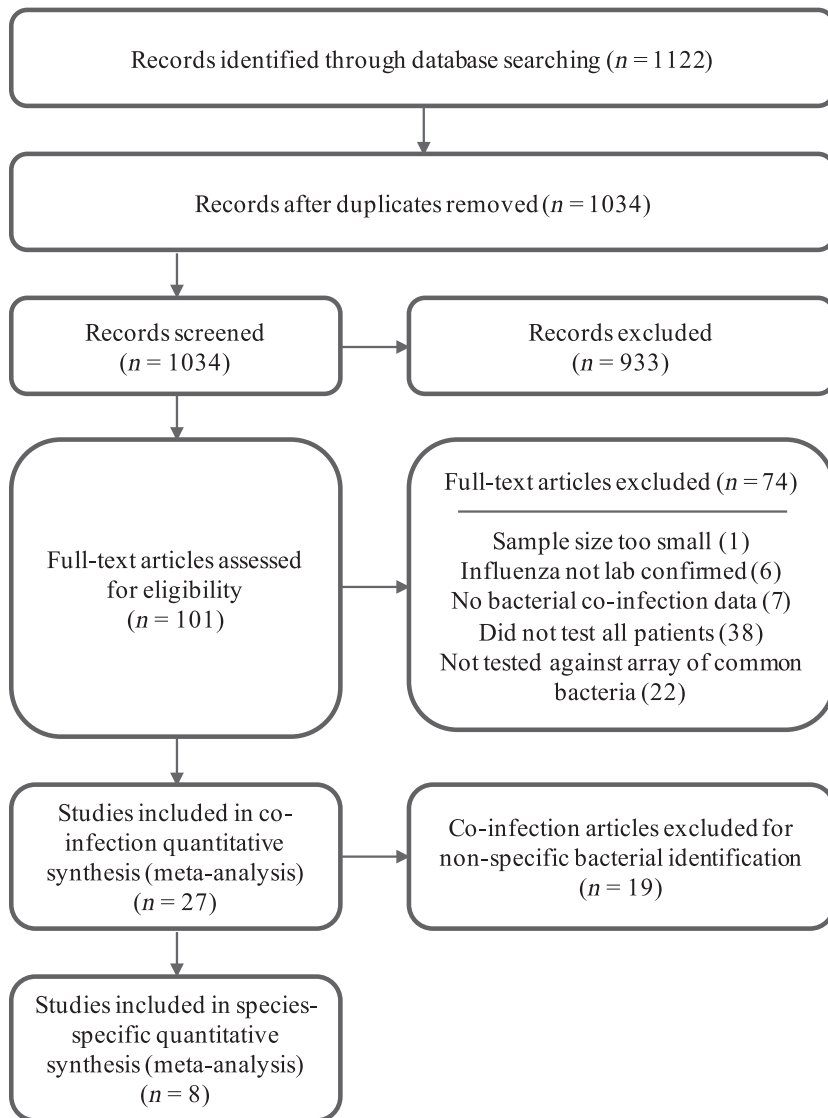 Records identified through database searching (n = 1122)
Records after duplicates removed (n = 1034)
Records screened
(n = 1034)
Records excluded
(n = 933)
Full-text articles assessed
for eligibility
(n = 101)
Full-text articles excluded (n = 74)
Sample size too small (1)
Influenza not lab confirmed (6)
No bacterial co-infection data (7)
Did not test all patients (38)
Not tested against array of common
bacteria (22)
Studies included in co-
infection quantitative
synthesis (meta-analysis)
(n = 27)
Co-infection articles excluded for
non-specific bacterial identification
(n = 19)
Studies included in species-
specific quantitative
synthesis (meta-analysis)
(n = 8)